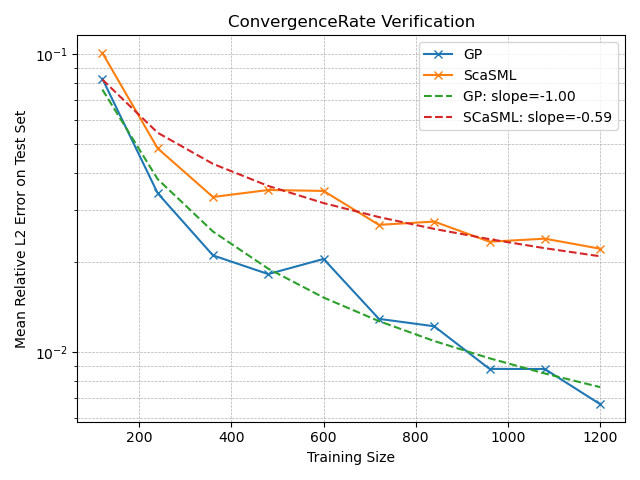 ConvergenceRate Verification
Mean Relative L2 Error on Test Set
10⁻¹
10⁻²
GP
ScaSML
GP: slope=-1.00
SCaSML: slope=-0.59
200
400
600
800
1000
1200
Training Size